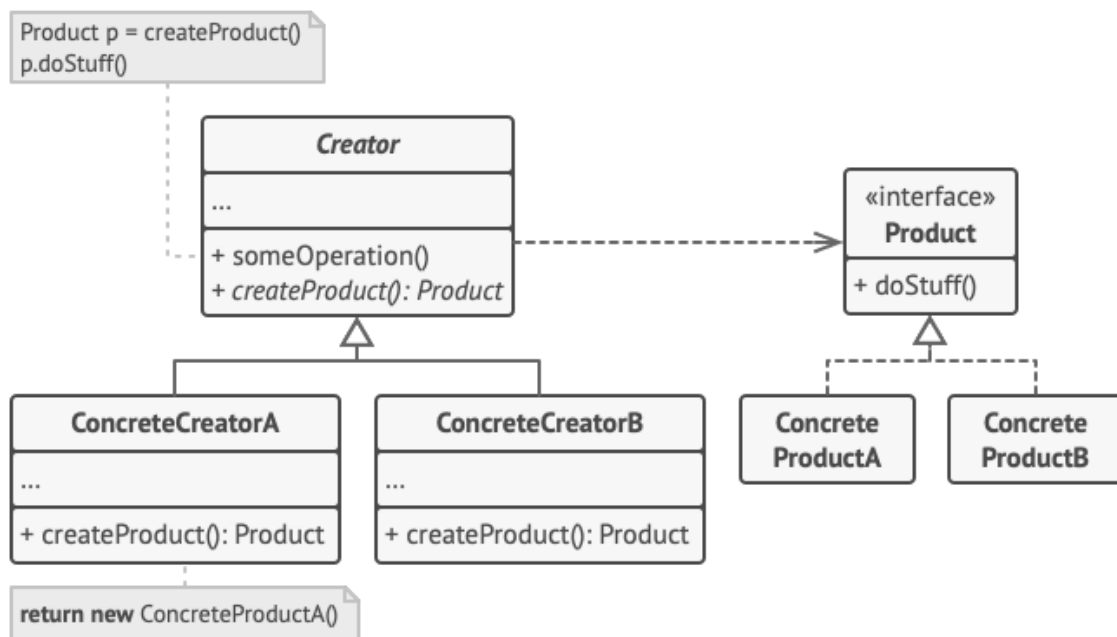 Product p = createProduct()
p.doStuff()
Creator
...
+ someOperation()
+ createProduct(): Product
«interface»
Product
+ doStuff()
ConcreteCreatorA
...
+ createProduct(): Product
ConcreteCreatorB
...
+ createProduct(): Product
Concrete
ProductA
Concrete
ProductB
return new ConcreteProductA()